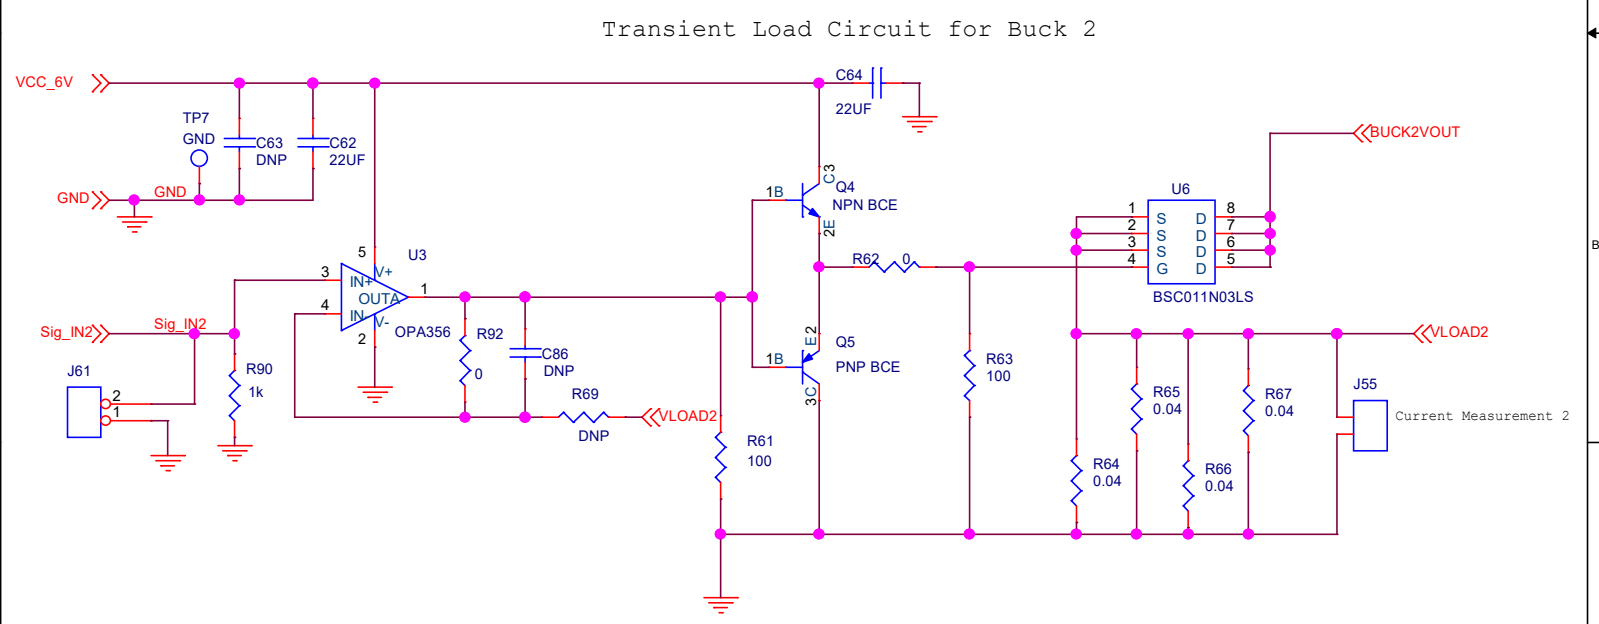 Transient Load Circuit for Buck 2
VCC_6V
C64
22UF
TP7
GND
C63
DNP
C62
22UF
BUCK2VOUT
GND
GND
1B
C3
Q4
NPN BCE
2E
U6
1 S D 8
2 S D 7
3 S D 6
4 G D 5
BSC011N03LS
5
U3
V+
3
IN+
OUTA
1
4
IN-
V-
2
OPA356
R62
0
Sig_IN2
Sig_IN2
R92
0
C86
DNP
E2
Q5
1B
PNP BCE
3C
VLOAD2
J61
2
1
R90
1k
R69
DNP
VLOAD2
R63
100
R65
0.04
R67
0.04
J55
Current Measurement 2
R61
100
R64
0.04
R66
0.04
B